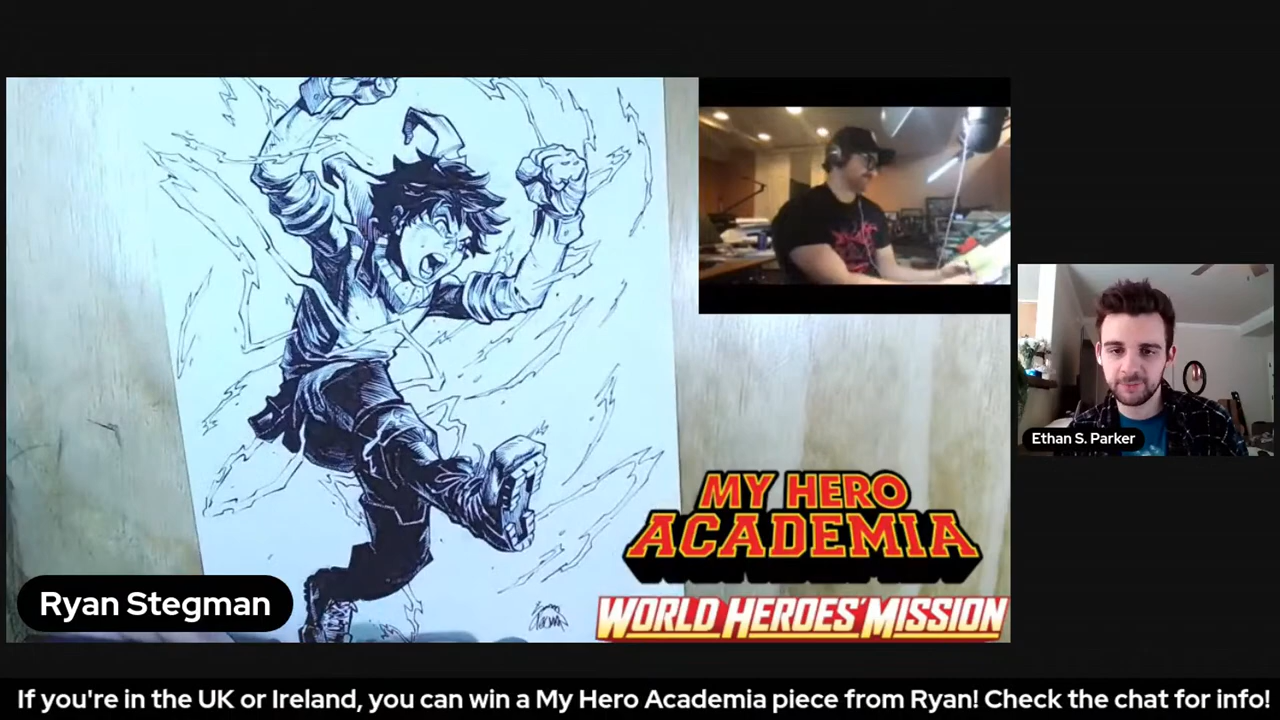 Ethan S. Parker
MY HERO
ACADEMIA
Ryan Stegman
WORLD HEROES' MISSION
If you're in the UK or Ireland, you can win a My Hero Academia piece from Ryan! Check the chat for info!